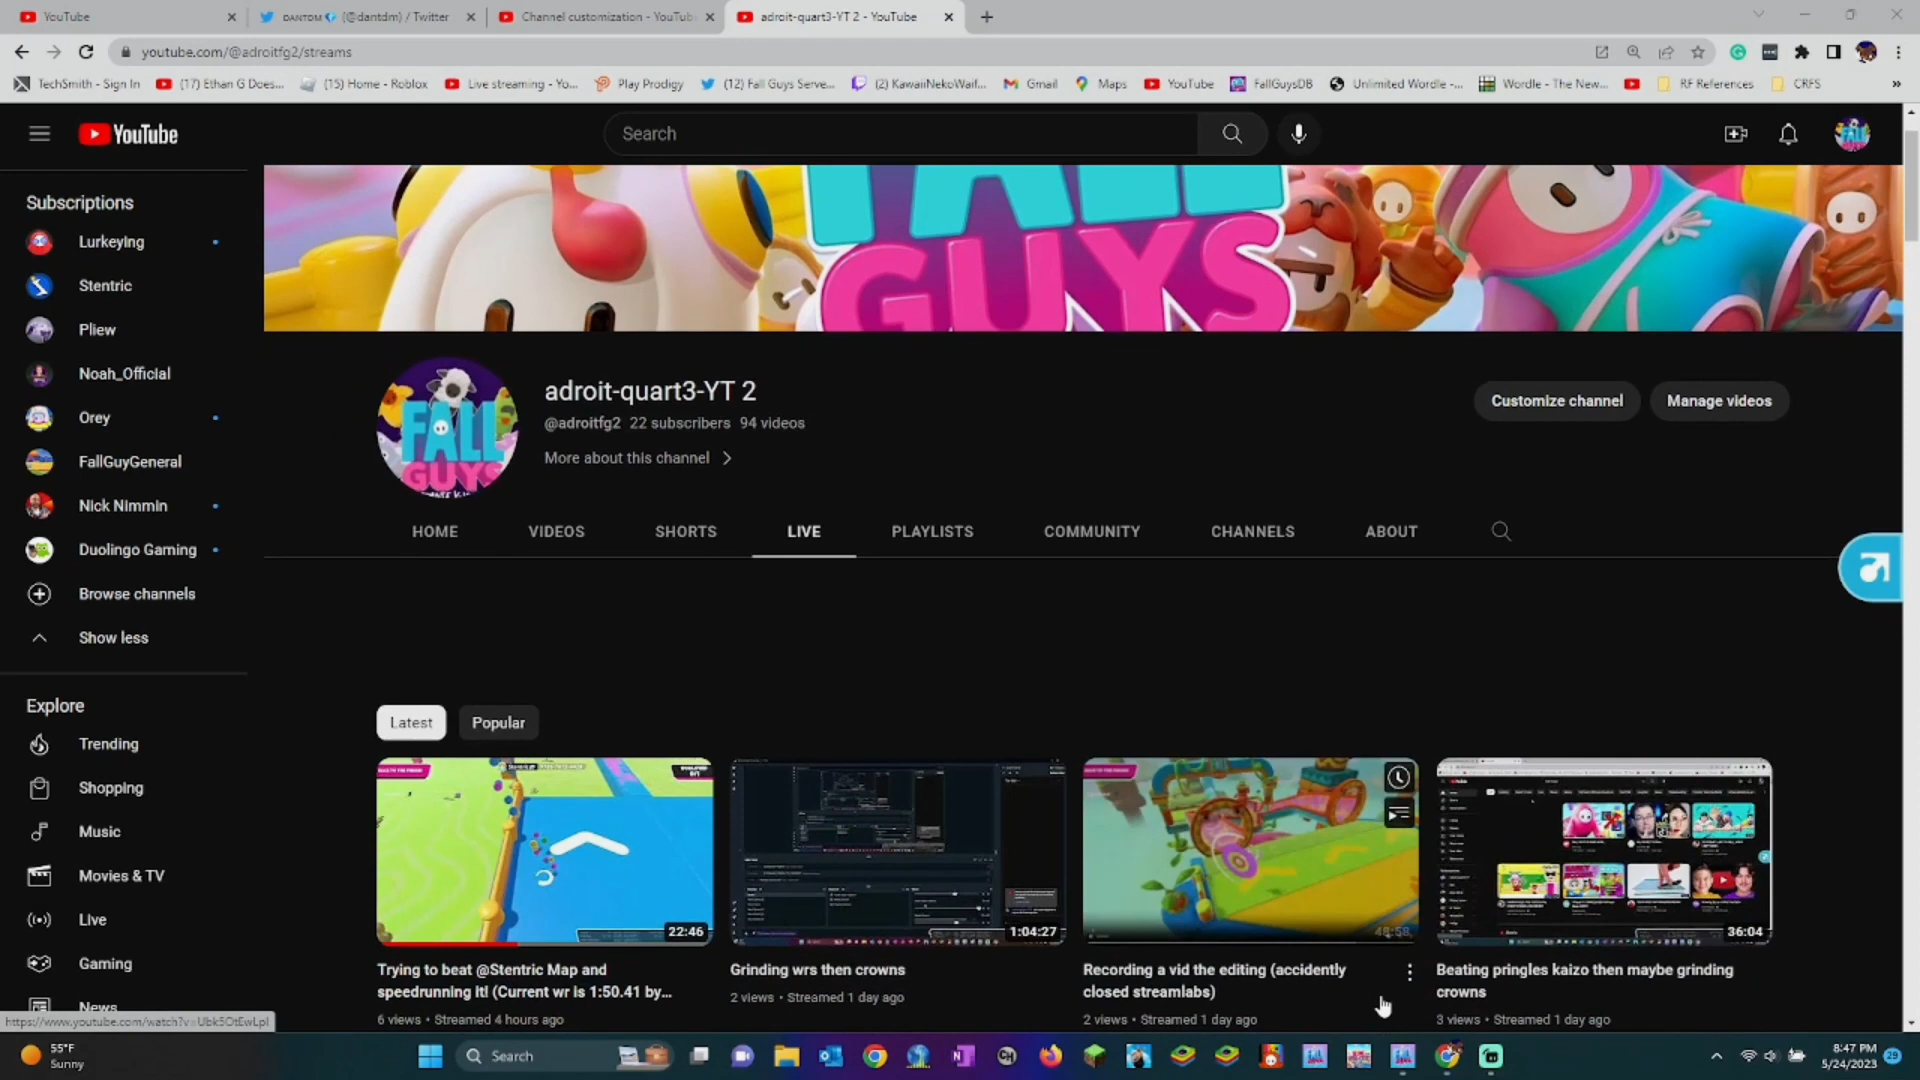 YouTube
DANTDM (@dantdm) / Twitter
Channel customization - YouTub
adroit-quart3-YT 2 - YouTube
youtube.com/@adroitfg2/streams
TechSmith - Sign In
(17) Ethan G Does...
(15) Home - Roblox
Live streaming - Yo...
Play Prodigy
(12) Fall Guys Serve...
(2) KawaiiNekoWaif...
Gmail
Maps
YouTube
FallGuysDB
Unlimited Wordle -...
Wordle - The New...
RF References
CRFS
YouTube
Search
Subscriptions
LurkeyIng
Stentric
Pliew
Noah_Official
Orey
FallGuyGeneral
Nick Nimmin
Duolingo Gaming
Browse channels
Show less
Explore
Trending
Shopping
Music
Movies & TV
Live
Gaming
News
FALL
GUYS
FALL
GUYS
adroit-quart3-YT 2
@adroitfg2 22 subscribers 94 videos
More about this channel
Customize channel
Manage videos
HOME
VIDEOS
SHORTS
LIVE
PLAYLISTS
COMMUNITY
CHANNELS
ABOUT
Latest
Popular
22:46
Trying to beat @Stentric Map and
speedrunning it! (Current wr is 1:50.41 by...
6 views • Streamed 4 hours ago
1:04:27
Grinding wrs then crowns
2 views • Streamed 1 day ago
48:58
Recording a vid the editing (accidently
closed streamlabs)
2 views • Streamed 1 day ago
36:04
Beating pringles kaizo then maybe grinding
crowns
3 views • Streamed 1 day ago
https://www.youtube.com/watch?v=Ubk5OtEwLpI
55°F
Sunny
Search
8:47 PM
5/24/2023
29